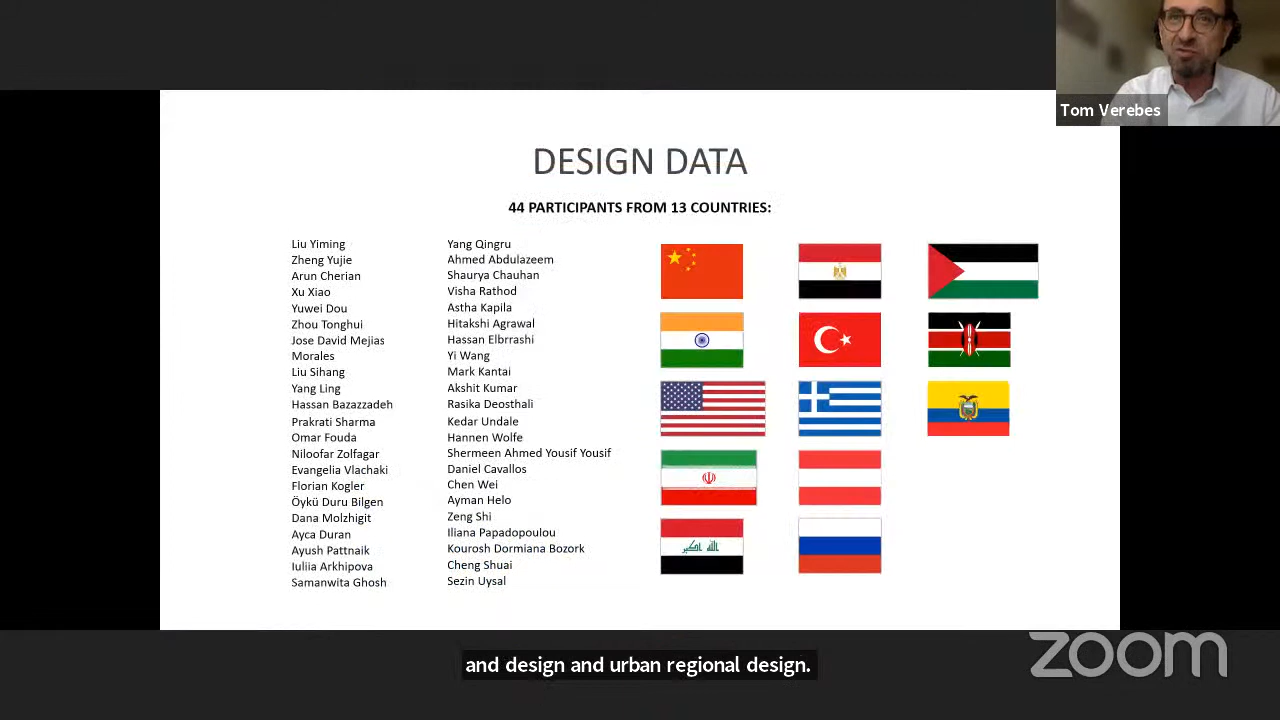 Tom Verebes
DESIGN DATA
44 PARTICIPANTS FROM 13 COUNTRIES:
Liu Yiming
Zheng Yujie
Arun Cherian
Xu Xiao
Yuwei Dou
Zhou Tonghui
Jose David Mejias
Morales
Liu Sihang
Yang Ling
Hassan Bazazzadeh
Prakrati Sharma
Omar Fouda
Niloofar Zolfagar
Evangelia Vlachaki
Florian Kogler
Öykü Duru Bilgen
Dana Molzhigit
Ayca Duran
Ayush Pattnaik
Iuliia Arkhipova
Samanwita Ghosh
Yang Qingru
Ahmed Abdulazeem
Shaurya Chauhan
Visha Rathod
Astha Kapila
Hitakshi Agrawal
Hassan Elbrrashi
Yi Wang
Mark Kantai
Akshit Kumar
Rasika Deosthali
Kedar Undale
Hannen Wolfe
Shermeen Ahmed Yousif Yousif
Daniel Cavallos
Chen Wei
Ayman Helo
Zeng Shi
Iliana Papadopoulou
Kourosh Dormiana Bozork
Cheng Shuai
Sezin Uysal
الله اكبر
and design and urban regional design.
zoom